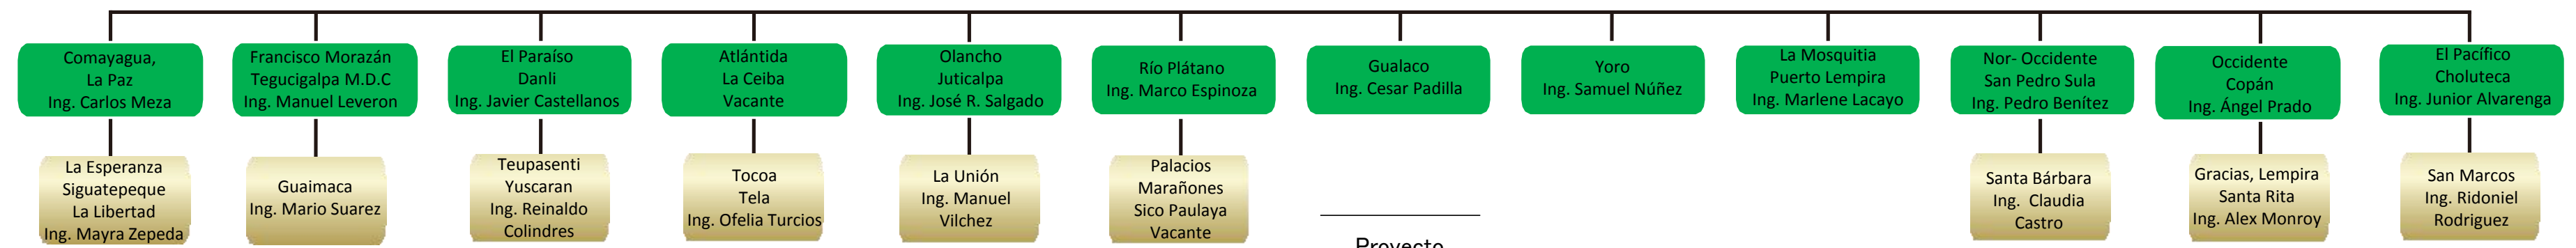 Comayagua,
La Paz
Ing. Carlos Meza
Francisco Morazán
Tegucigalpa M.D.C
Ing. Manuel Leveron
El Paraíso
Danli
Ing. Javier Castellanos
Atlántida
La Ceiba
Vacante
Olancho
Juticalpa
Ing. José R. Salgado
Río Plátano
Ing. Marco Espinoza
Gualaco
Ing. Cesar Padilla
Yoro
Ing. Samuel Núñez
La Mosquitia
Puerto Lempira
Ing. Marlene Lacayo
Nor- Occidente
San Pedro Sula
Ing. Pedro Benítez
Occidente
Copán
Ing. Ángel Prado
El Pacífico
Choluteca
Ing. Junior Alvarenga
La Esperanza
Siguatepeque
La Libertad
Ing. Mayra Zepeda
Guaimaca
Ing. Mario Suarez
Teupasenti
Yuscaran
Ing. Reinaldo
Colindres
Tocoa
Tela
Ing. Ofelia Turcios
La Unión
Ing. Manuel
Vilchez
Palacios
Marañones
Sico Paulaya
Vacante
Santa Bárbara
Ing. Claudia
Castro
Gracias, Lempira
Santa Rita
Ing. Alex Monroy
San Marcos
Ing. Ridoniel
Rodriguez
Proyecto